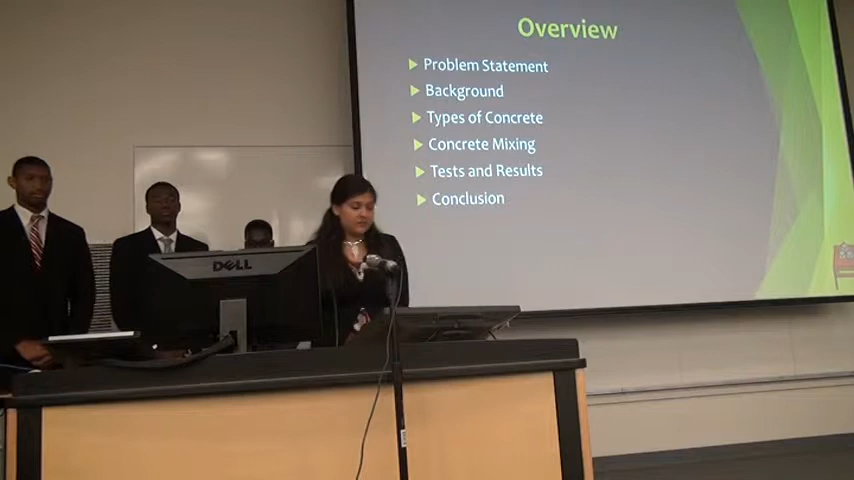 Overview
Problem Statement
Background
Types of Concrete
Concrete Mixing
Tests and Results
Conclusion
DELL